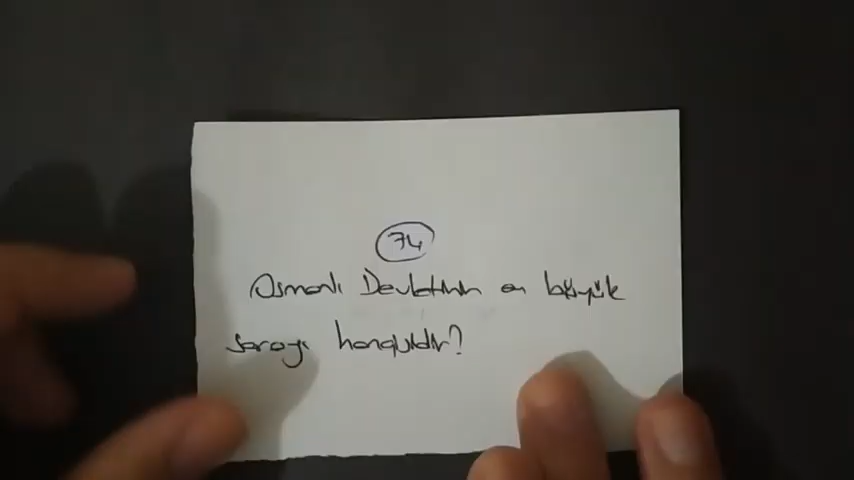 74
Osmanlı Devletinin en büyük
sarayı hangisidir?